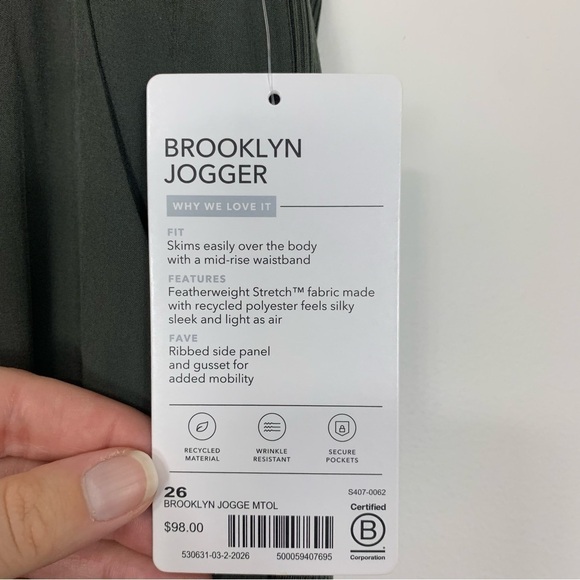 BROOKLYN
JOGGER
WHY WE LOVE IT
FIT
Skims easily over the body
with a mid-rise waistband
FEATURES
Featherweight Stretch™ fabric made
with recycled polyester feels silky
sleek and light as air
FAVE
Ribbed side panel
and gusset for
added mobility
RECYCLED
MATERIAL
WRINKLE
RESISTANT
SECURE
POCKETS
26
S407-0062
BROOKLYN JOGGE MTOL
$98.00
530631-03-2-2026
500059407695
Certified
B
Corporation